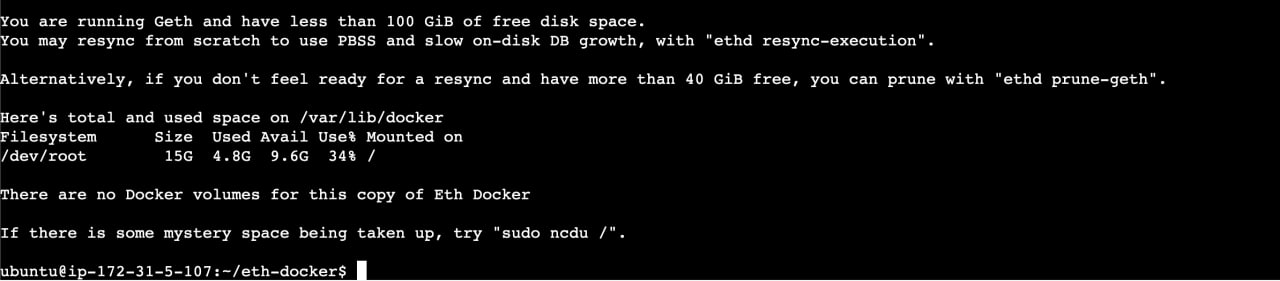 You are running Geth and have less than 100 GiB of free disk space.
You may resync from scratch to use PBSS and slow on-disk DB growth, with "ethd resync-execution".
Alternatively, if you don't feel ready for a resync and have more than 40 GiB free, you can prune with "ethd prune-geth".
Here's total and used space on /var/lib/docker
Filesystem      Size  Used Avail Use% Mounted on
/dev/root        15G  4.8G  9.6G  34% /
There are no Docker volumes for this copy of Eth Docker
If there is some mystery space being taken up, try "sudo ncdu /".
ubuntu@ip-172-31-5-107:~/eth-docker$